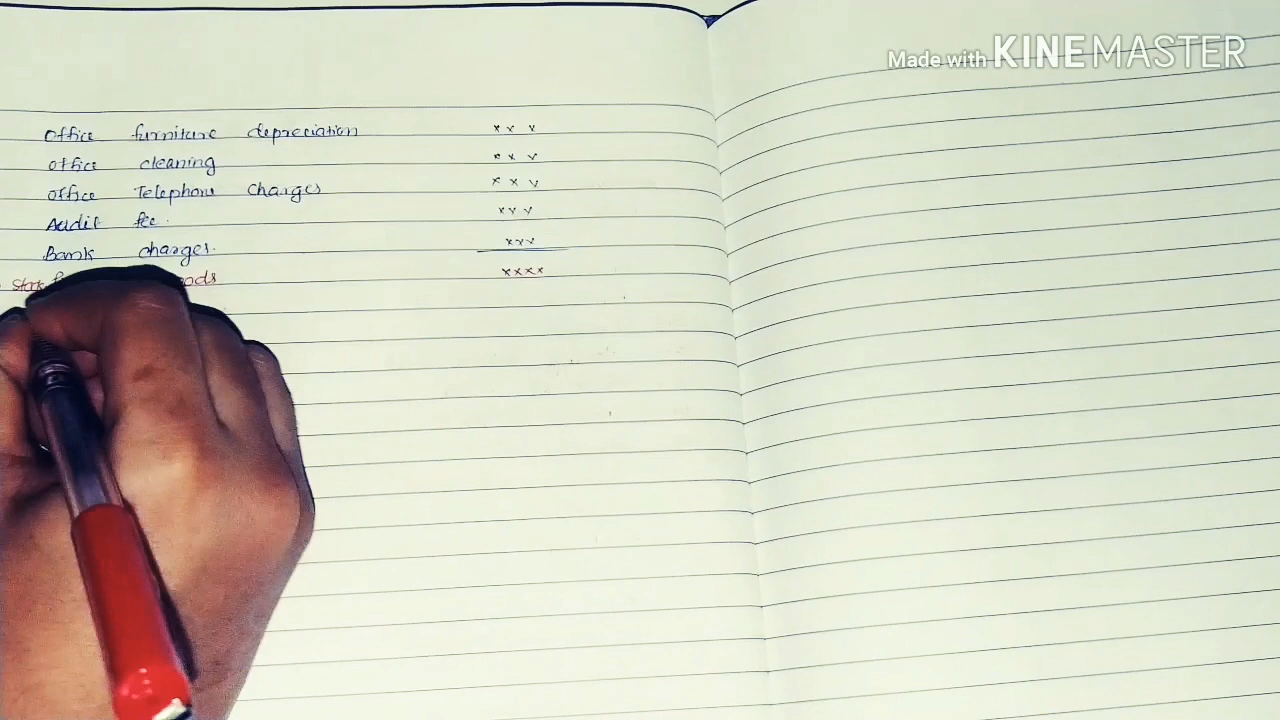 Made with KINEMASTER
Office furniture depreciation xxx
Office cleaning xxx
Office Telephone charges xxx
Audit fee. xxx
Bank charges. xxx
Stock xxxx